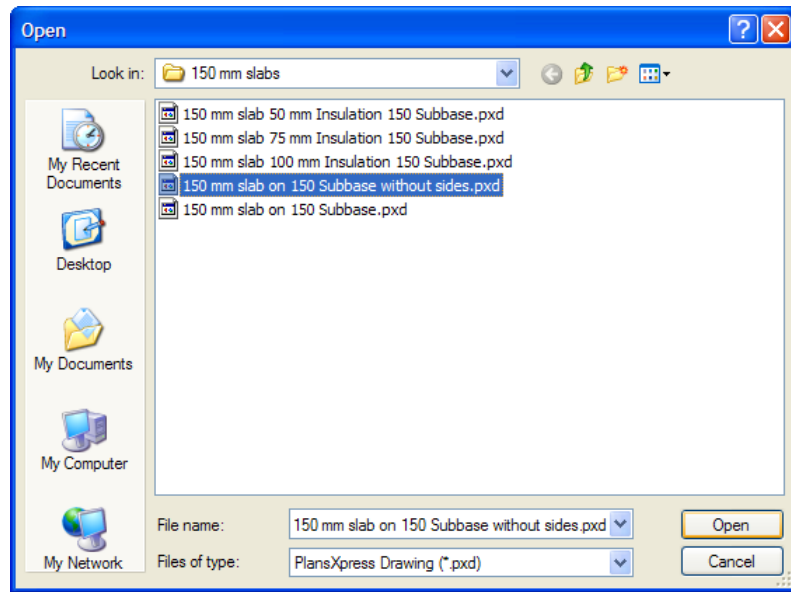 Open
Look in: 150 mm slabs
150 mm slab 50 mm Insulation 150 Subbase.pxd
150 mm slab 75 mm Insulation 150 Subbase.pxd
150 mm slab 100 mm Insulation 150 Subbase.pxd
150 mm slab on 150 Subbase without sides.pxd
150 mm slab on 150 Subbase.pxd
My Recent
Documents
Desktop
My Documents
My Computer
My Network
File name: 150 mm slab on 150 Subbase without sides.pxd Open
Files of type: PlansXpress Drawing (*.pxd) Cancel